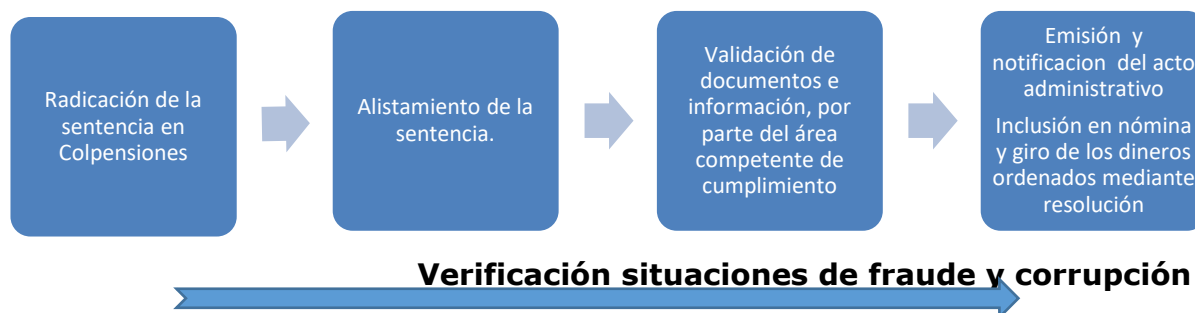 Radicación de la
sentencia en
Colpensiones
Alistamiento de la
sentencia.
Validación de
documentos e
información, por
parte del área
competente de
cumplimiento
Emisión y
notificacion del acto
administrativo
Inclusión en nómina
y giro de los dineros
ordenados mediante
resolución
Verificación situaciones de fraude y corrupción